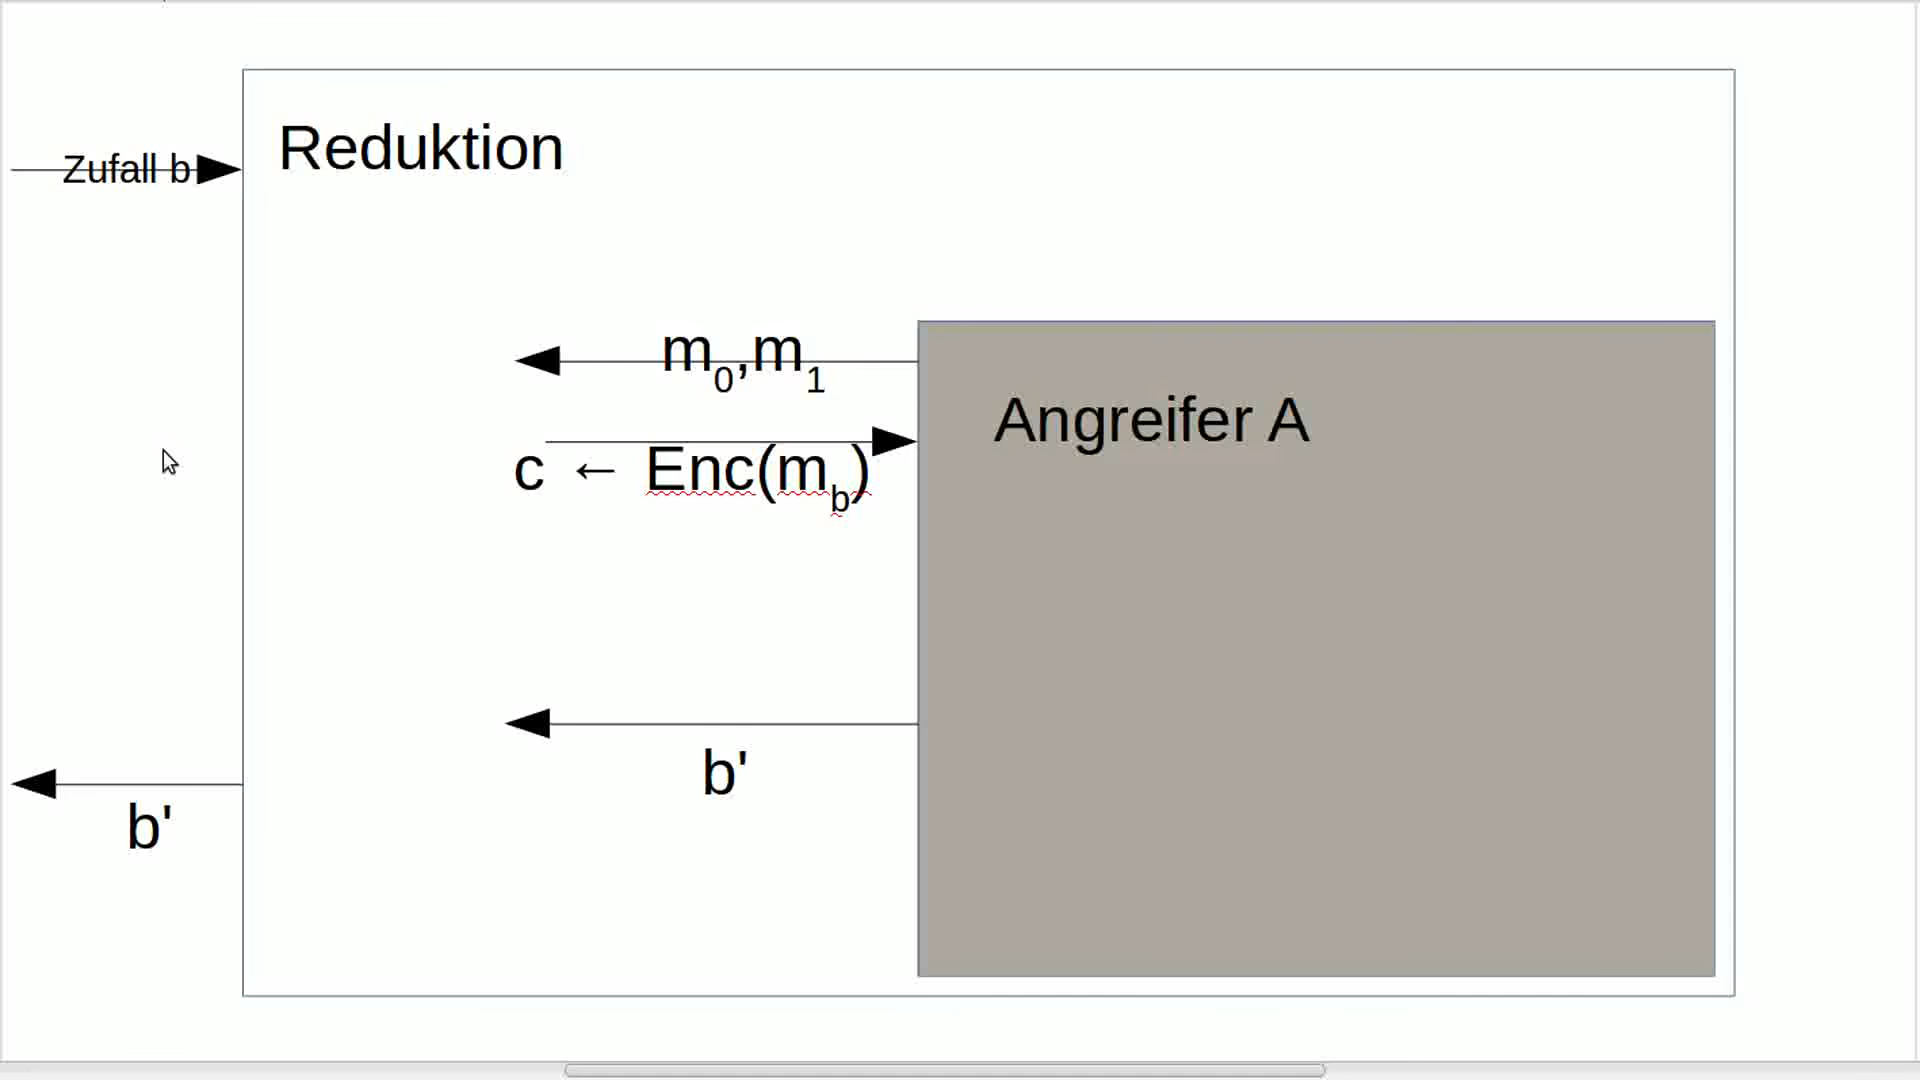 Reduktion
Zufall b
m0,m1
Angreifer A
c ← Enc(mb)
b'
b'